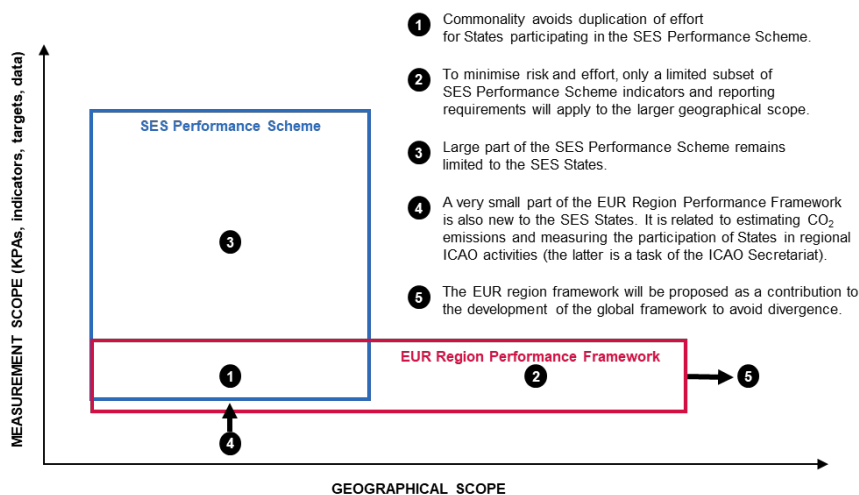 1 Commonality avoids duplication of effort
for States participating in the SES Performance Scheme.
2 To minimise risk and effort, only a limited subset of
SES Performance Scheme indicators and reporting
requirements will apply to the larger geographical scope.
3 Large part of the SES Performance Scheme remains
limited to the SES States.
4 A very small part of the EUR Region Performance Framework
is also new to the SES States. It is related to estimating CO₂
emissions and measuring the participation of States in regional
ICAO activities (the latter is a task of the ICAO Secretariat).
5 The EUR region framework will be proposed as a contribution to
the development of the global framework to avoid divergence.
MEASUREMENT SCOPE (KPAs, indicators, targets, data)
SES Performance Scheme
3
EUR Region Performance Framework
1
2
5
4
GEOGRAPHICAL SCOPE